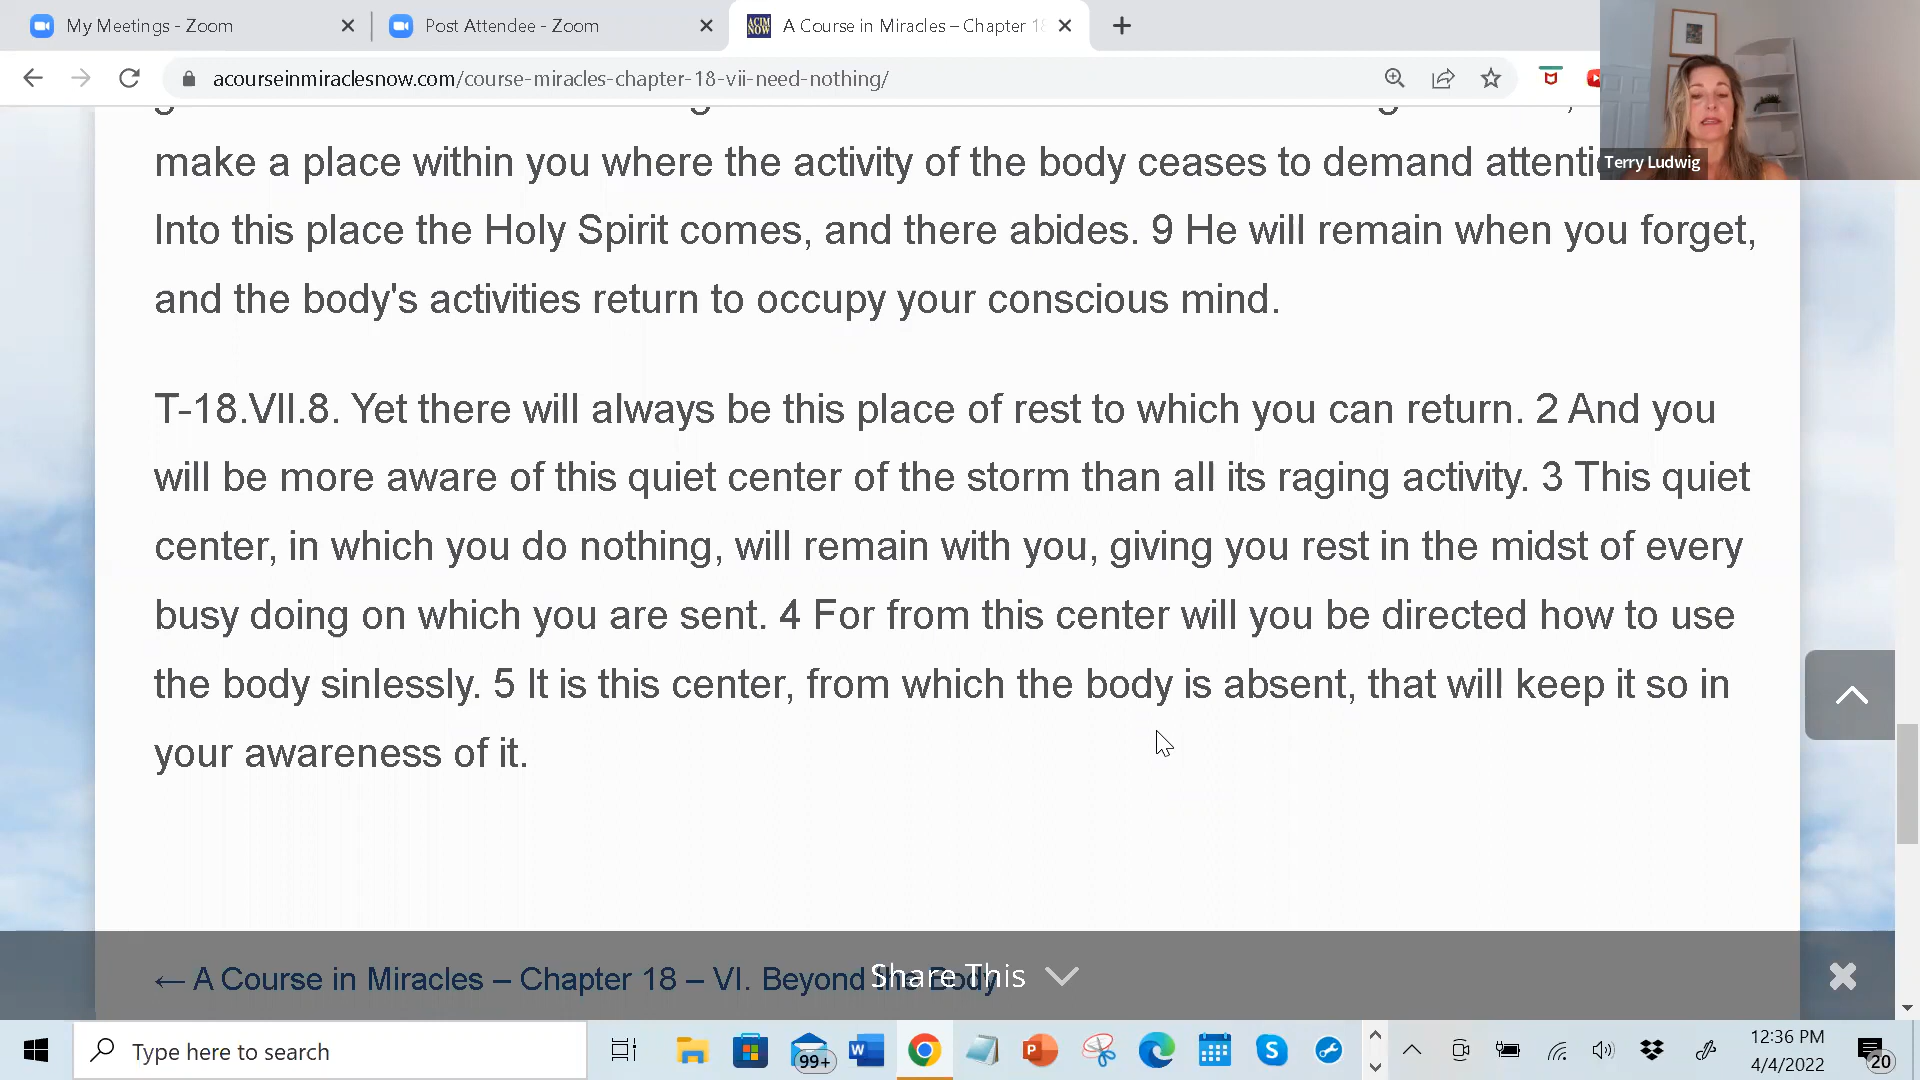 My Meetings - Zoom
Post Attendee - Zoom
ACIM NOW
A Course in Miracles – Chapter 18
acourseinmiraclesnow.com/course-miracles-chapter-18-vii-need-nothing/
Terry Ludwig
make a place within you where the activity of the body ceases to demand
Into this place the Holy Spirit comes, and there abides. 9 He will remain when you forget,
and the body's activities return to occupy your conscious mind.
T-18.VII.8. Yet there will always be this place of rest to which you can return. 2 And you
will be more aware of this quiet center of the storm than all its raging activity. 3 This quiet
center, in which you do nothing, will remain with you, giving you rest in the midst of every
busy doing on which you are sent. 4 For from this center will you be directed how to use
the body sinlessly. 5 It is this center, from which the body is absent, that will keep it so in
your awareness of it.
← A Course in Miracles – Chapter 18 – VI. Beyond the Body
Share This
Type here to search
99+
12:36 PM
4/4/2022
20